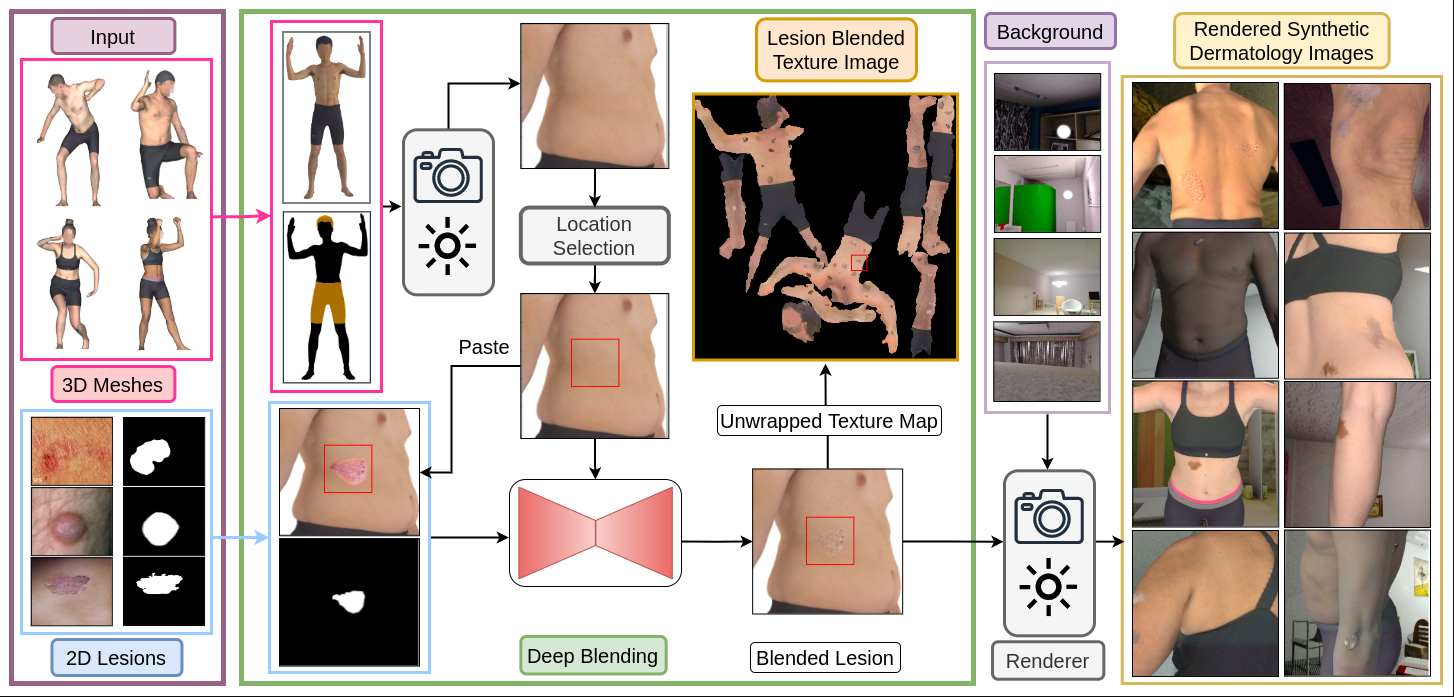 Input
3D Meshes
2D Lesions
Location
Selection
Paste
Deep Blending
Lesion Blended
Texture Image
Unwrapped Texture Map
Blended Lesion
Background
Renderer
Rendered Synthetic
Dermatology Images